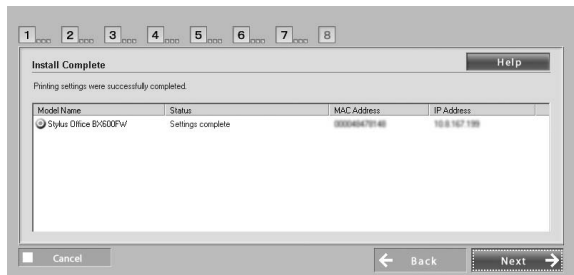 1 2 3 4 5 6 7 8
Install Complete Help
Printing settings were successfully completed.
Model Name Status MAC Address IP Address
Stylus Office BX600FW Settings complete
Cancel Back Next